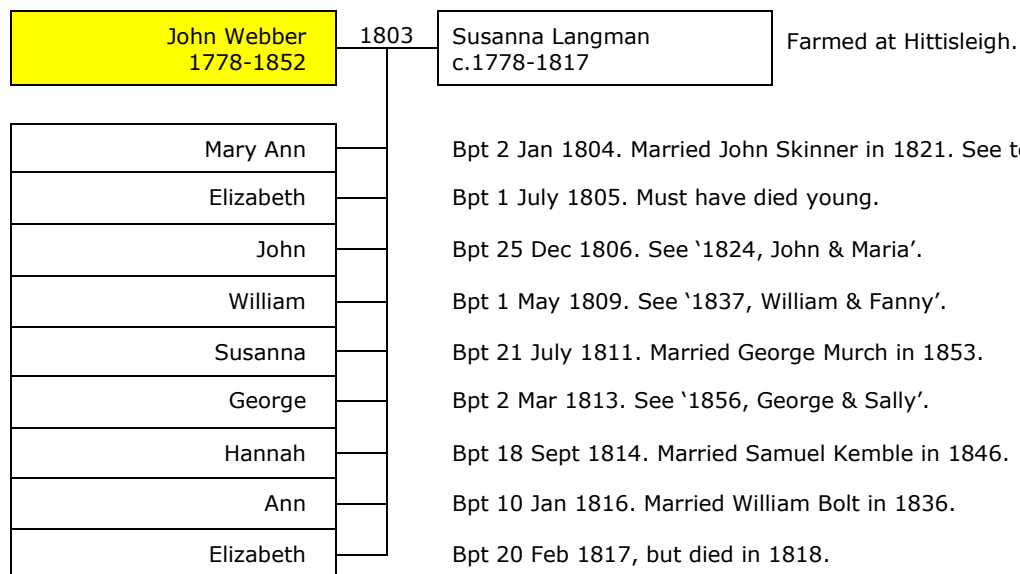 John Webber
1778-1852
1803
Susanna Langman
c.1778-1817
Farmed at Hittisleigh.
Mary Ann
Bpt 2 Jan 1804. Married John Skinner in 1821. See
Elizabeth
Bpt 1 July 1805. Must have died young.
John
Bpt 25 Dec 1806. See ‘1824, John & Maria’.
William
Bpt 1 May 1809. See ‘1837, William & Fanny’.
Susanna
Bpt 21 July 1811. Married George Murch in 1853.
George
Bpt 2 Mar 1813. See ‘1856, George & Sally’.
Hannah
Bpt 18 Sept 1814. Married Samuel Kemble in 1846.
Ann
Bpt 10 Jan 1816. Married William Bolt in 1836.
Elizabeth
Bpt 20 Feb 1817, but died in 1818.